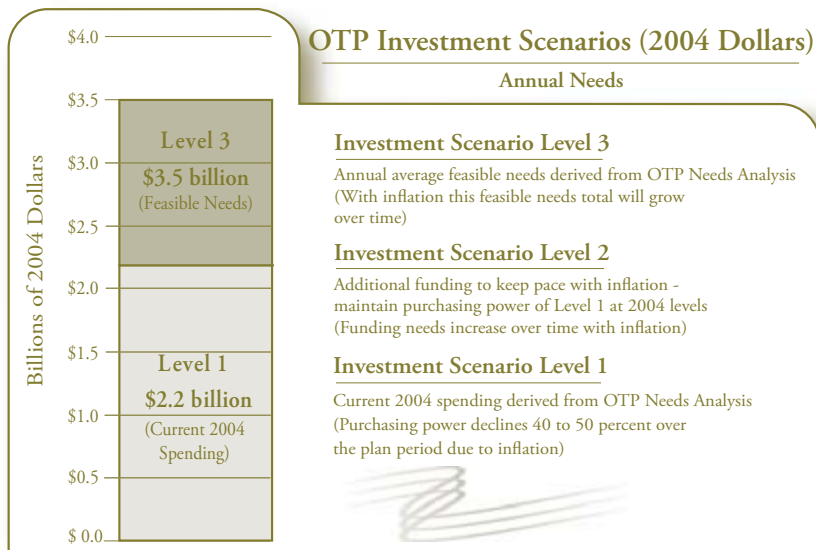 OTP Investment Scenarios (2004 Dollars)
Annual Needs
Billions of 2004 Dollars
$4.0
$3.5
$3.0
$2.5
$2.0
$1.5
$1.0
$0.5
$ 0.0
Level 3
$3.5 billion
(Feasible Needs)
Level 1
$2.2 billion
(Current 2004
Spending)
Investment Scenario Level 3
Annual average feasible needs derived from OTP Needs Analysis
(With inflation this feasible needs total will grow
over time)
Investment Scenario Level 2
Additional funding to keep pace with inflation -
maintain purchasing power of Level 1 at 2004 levels
(Funding needs increase over time with inflation)
Investment Scenario Level 1
Current 2004 spending derived from OTP Needs Analysis
(Purchasing power declines 40 to 50 percent over
the plan period due to inflation)